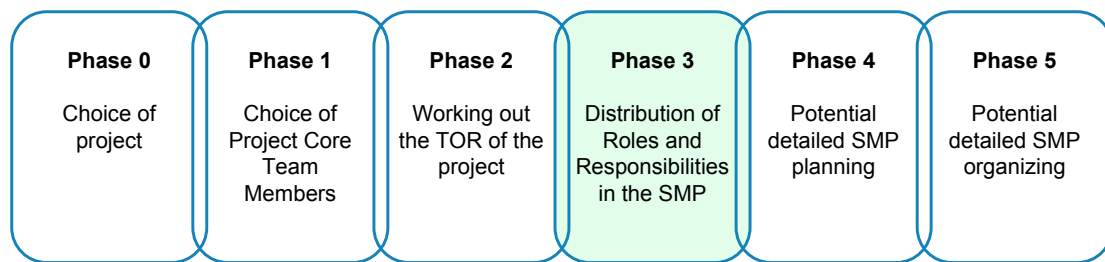 Phase 0
Choice of
project
Phase 1
Choice of
Project Core
Team
Members
Phase 2
Working out
the TOR of the
project
Phase 3
Distribution of
Roles and
Responsibilities
in the SMP
Phase 4
Potential
detailed SMP
planning
Phase 5
Potential
detailed SMP
organizing